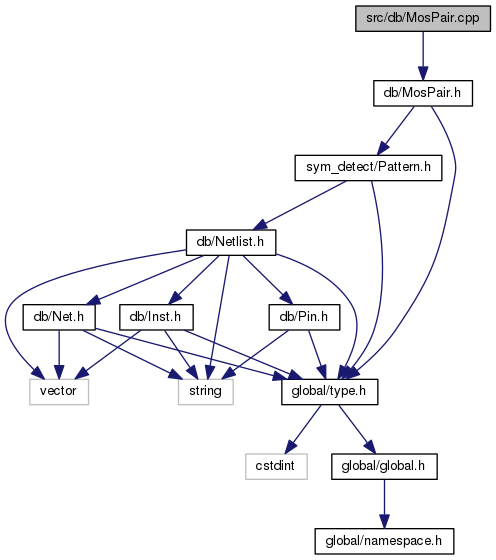 src/db/MosPair.cpp
db/MosPair.h
sym_detect/Pattern.h
db/Netlist.h
db/Net.h
db/Inst.h
db/Pin.h
vector
string
global/type.h
cstdint
global/global.h
global/namespace.h